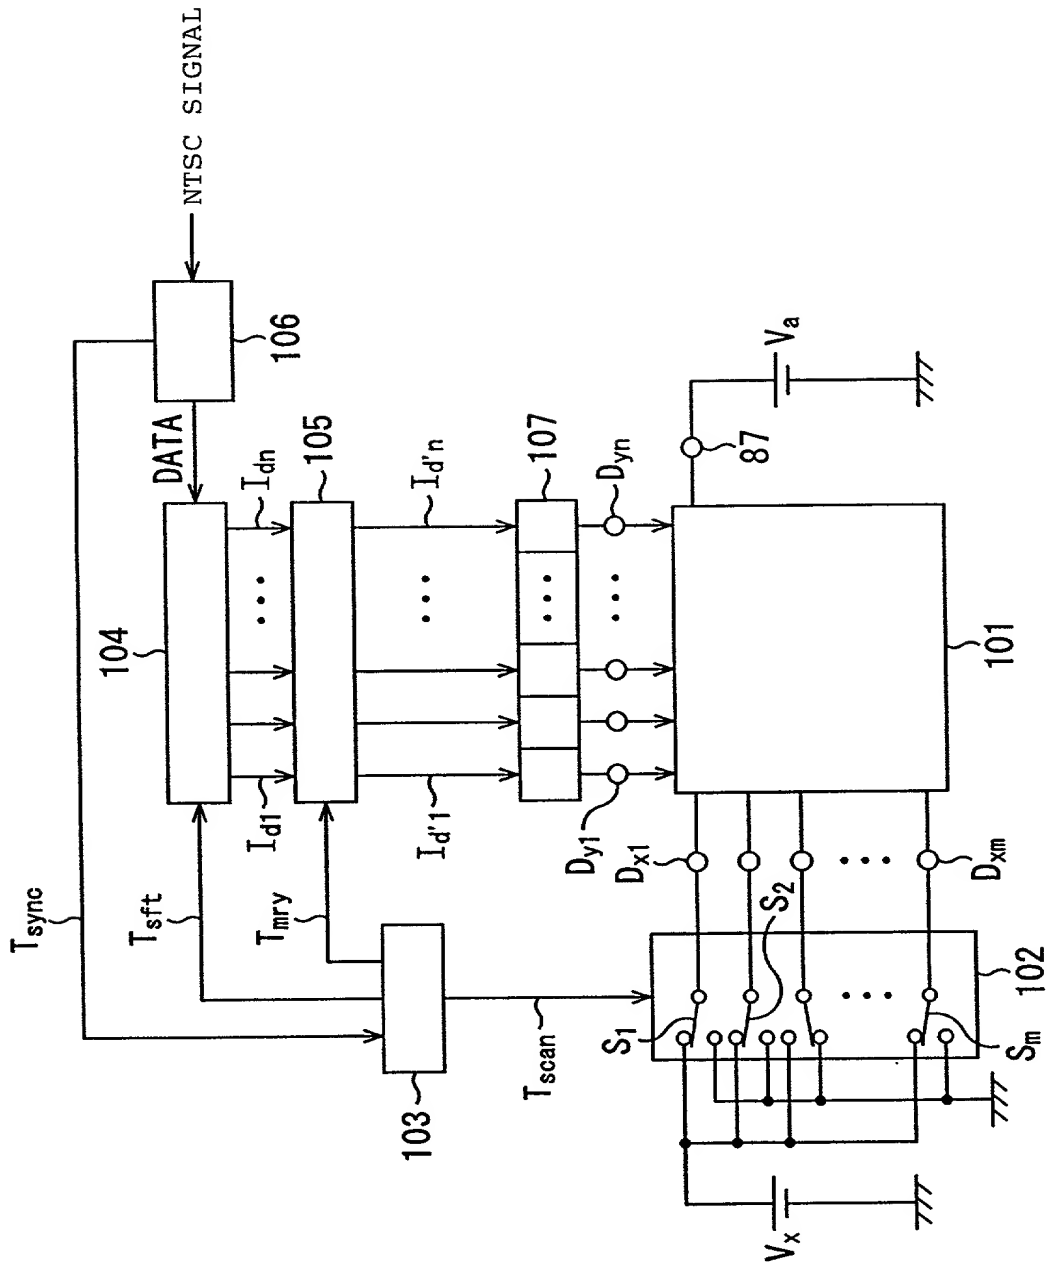 NTSC SIGNAL
106
Tsync
DATA
104
Tsft
Id1
Idn
105
Tmry
Id'1
Id'n
103
107
Tscan
Dy1
Dyn
87
Va
Dx1
S1
S2
101
Dxm
Sm
102
Vx